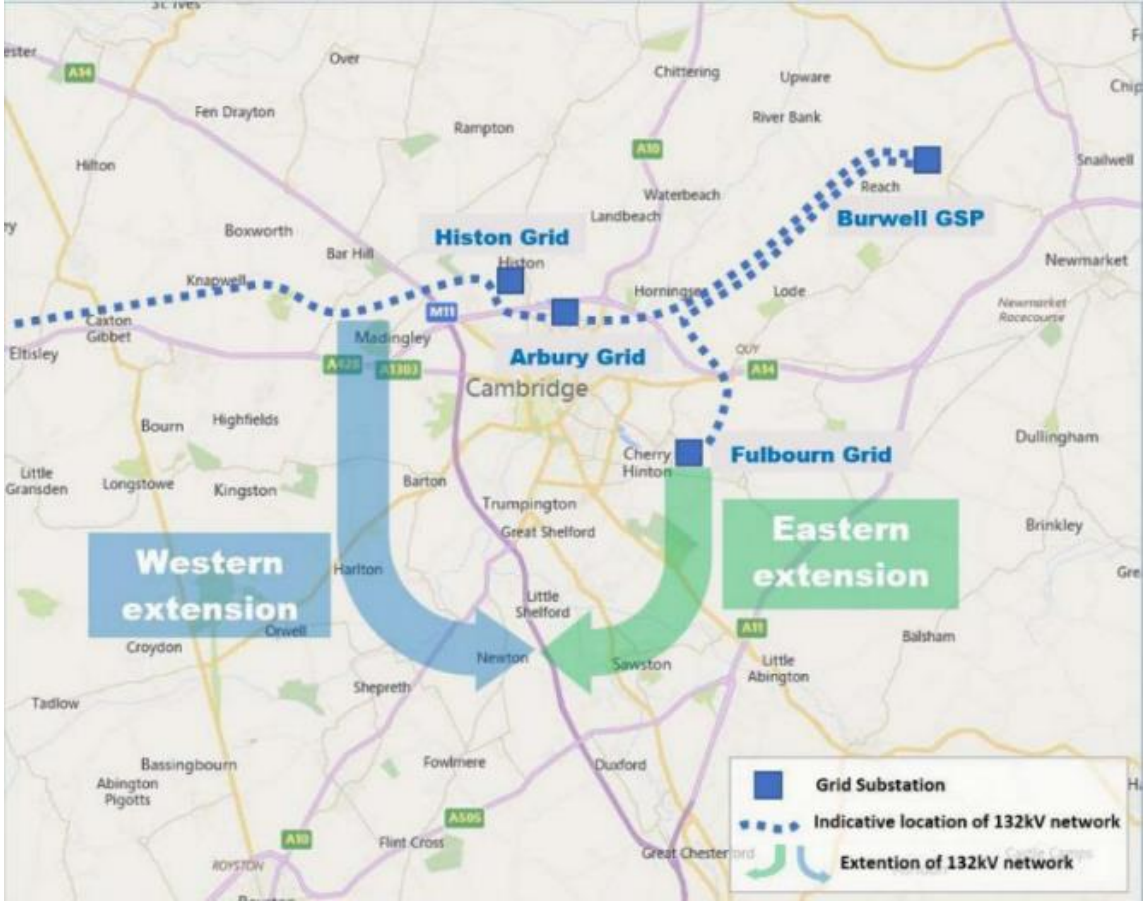 St. Ives
ester
A14
Over
Chittering
Upware
Fen Drayton
River Bank
Rampton
A10
Hilton
Snailwell
Reach
Waterbeach
Landbeach
Burwell GSP
Boxworth
Histon Grid
Bar Hill
Histon
Newmarket
Knapwell
Horningsea
Lode
Newmarket
Racecourse
M11
Caxton
Gibbet
Madingley
Eltisley
Arbury Grid
QUY
A428
A1303
A14
Cambridge
Highfields
Bourn
Dullingham
Cherry
Hinton
Fulbourn Grid
Little
Gransden
Longstowe
Kingston
Barton
Trumpington
Great Shelford
Brinkley
Western
extension
Eastern
extension
Harlton
Little
Shelford
Gre
Orwell
A11
Balsham
Croydon
Newton
Sawston
Little
Abington
Shepreth
Tadlow
Bassingbourn
Fowlmere
Duxford
Abington
Pigotts
Grid Substation
A505
Indicative location of 132kV network
A10
Flint Cross
Great Chesterford
Extention of 132kV network
Castle Camps
ROYSTON
Royston